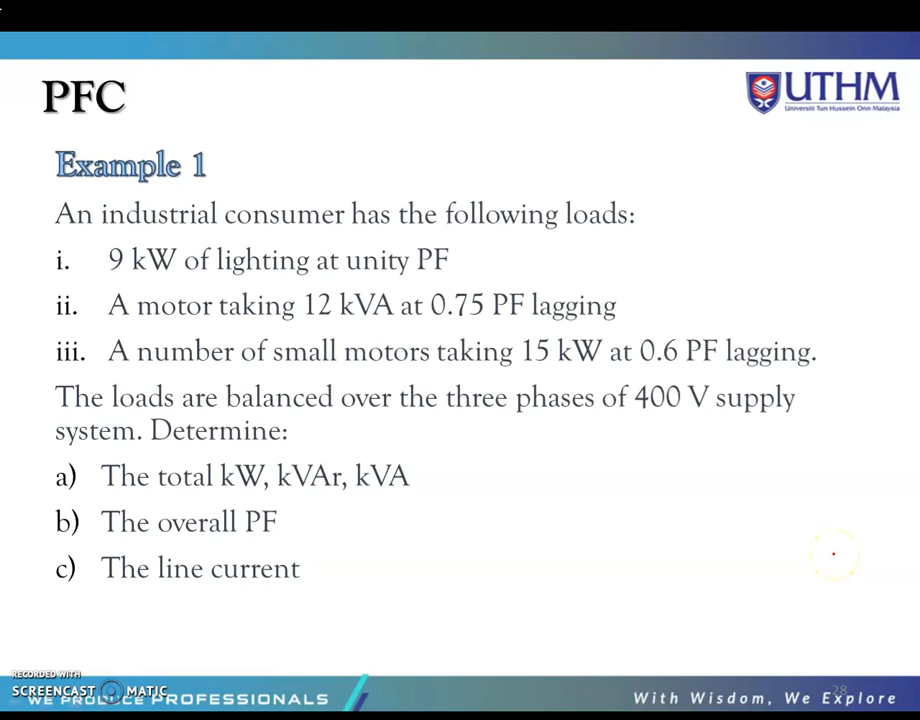 PFC
UTHM
Universiti Tun Hussein Onn Malaysia
Example 1
An industrial consumer has the following loads:
i. 9 kW of lighting at unity PF
ii. A motor taking 12 kVA at 0.75 PF lagging
iii. A number of small motors taking 15 kW at 0.6 PF lagging.
The loads are balanced over the three phases of 400 V supply
system. Determine:
a) The total kW, kVAr, kVA
b) The overall PF
c) The line current
RECORDED WITH
SCREENCAST MATIC
WE PRODUCE PROFESSIONALS
28
With Wisdom, We Explore